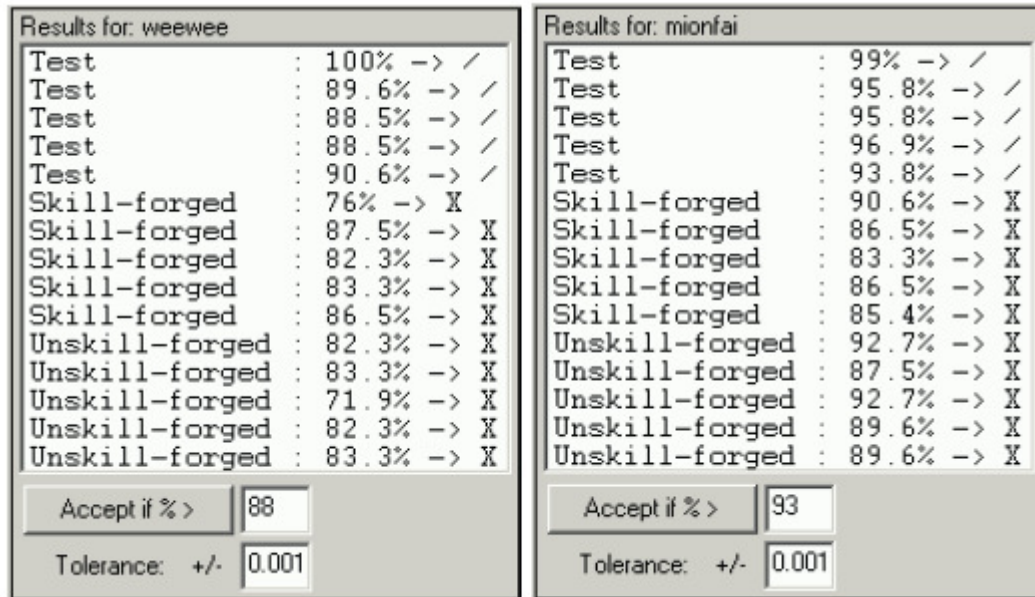 Results for: weewee
Test : 100% -> /
Test : 89.6% -> /
Test : 88.5% -> /
Test : 88.5% -> /
Test : 90.6% -> /
Skill-forged : 76% -> X
Skill-forged : 87.5% -> X
Skill-forged : 82.3% -> X
Skill-forged : 83.3% -> X
Skill-forged : 86.5% -> X
Unskill-forged : 82.3% -> X
Unskill-forged : 83.3% -> X
Unskill-forged : 71.9% -> X
Unskill-forged : 82.3% -> X
Unskill-forged : 83.3% -> X
Accept if % > 88
Tolerance: +/- 0.001
Results for: mionfai
Test : 99% -> /
Test : 95.8% -> /
Test : 95.8% -> /
Test : 96.9% -> /
Test : 93.8% -> /
Skill-forged : 90.6% -> X
Skill-forged : 86.5% -> X
Skill-forged : 83.3% -> X
Skill-forged : 86.5% -> X
Skill-forged : 85.4% -> X
Unskill-forged : 92.7% -> X
Unskill-forged : 87.5% -> X
Unskill-forged : 92.7% -> X
Unskill-forged : 89.6% -> X
Unskill-forged : 89.6% -> X
Accept if % > 93
Tolerance: +/- 0.001